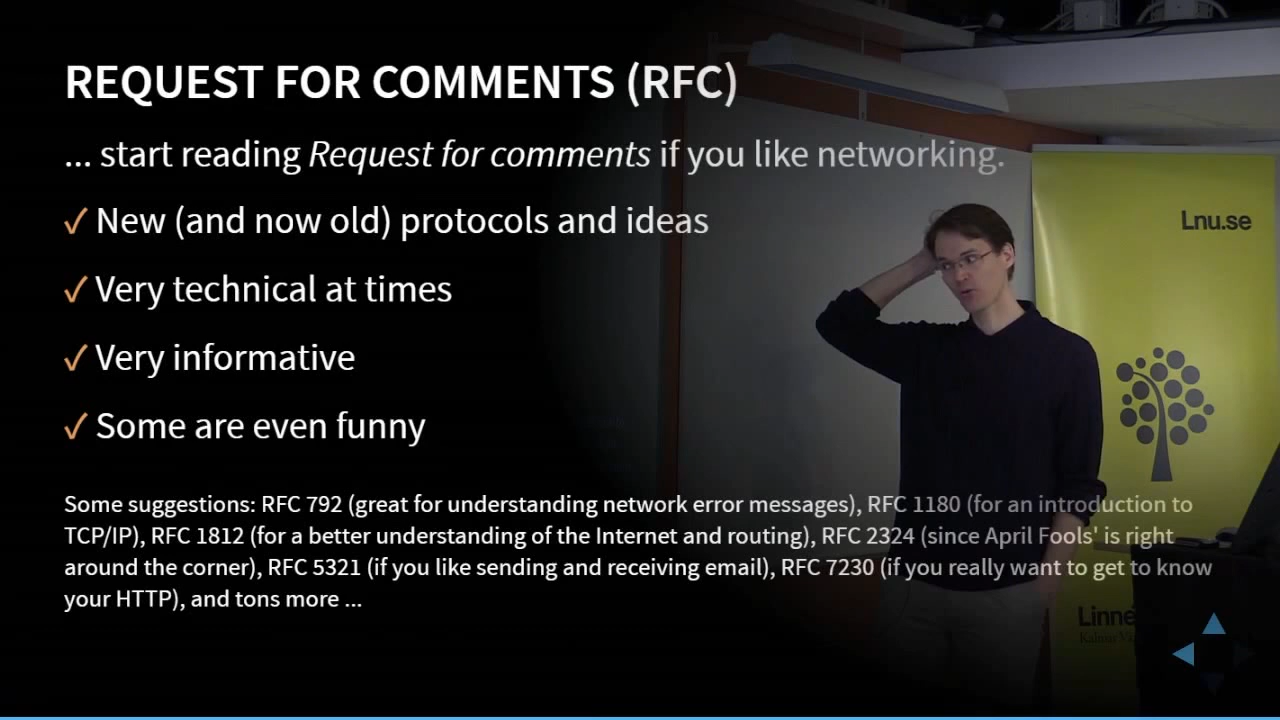 REQUEST FOR COMMENTS (RFC)
... start reading Request for comments if you like networking.
✓ New (and now old) protocols and ideas
✓ Very technical at times
✓ Very informative
✓ Some are even funny
Some suggestions: RFC 792 (great for understanding network error messages), RFC 1180 (for an introduction to
TCP/IP), RFC 1812 (for a better understanding of the Internet and routing), RFC 2324 (since April Fools' is right
around the corner), RFC 5321 (if you like sending and receiving email), RFC 7230 (if you really want to get to know
your HTTP), and tons more ...
Lnu.se